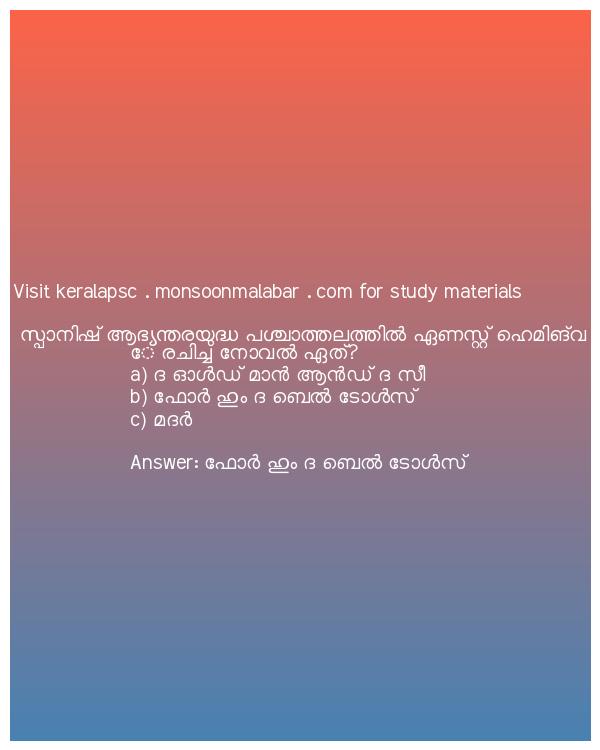 Visit keralapsc . monsoonmalabar . com for study materials
സ്പാനിഷ് ആഭ്യന്തരയുദ്ധ പശ്ചാത്തലത്തിൽ ഏണസ്റ്റ് ഹെമിങ്വ
േ രചിച്ച നോവൽ ഏത്?
a) ദ ഓൾഡ് മാൻ ആൻഡ് ദ സീ
b) ഫോർ ഹും ദ ബെൽ ടോൾസ്
c) മദർ
Answer: ഫോർ ഹും ദ ബെൽ ടോൾസ്